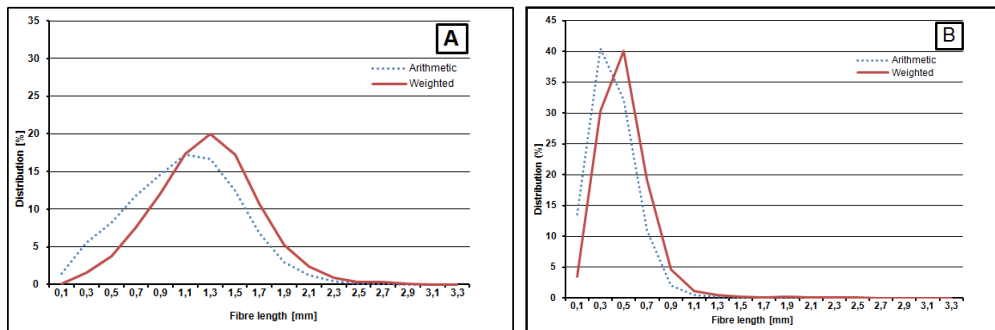 A
35
30
25
20
15
10
5
0
Distribution [%]
Arithmetic
Weighted
0,1 0,3 0,5 0,7 0,9 1,1 1,3 1,5 1,7 1,9 2,1 2,3 2,5 2,7 2,9 3,1 3,3
Fibre length [mm]
B
45
40
35
30
25
20
15
10
5
0
Distribution (%]
Arithmetic
Weighted
0,1 0,3 0,5 0,7 0,9 1,1 1,3 1,5 1,7 1,9 2,1 2,3 2,5 2,7 2,9 3,1 3,3
Fibre length [mm]